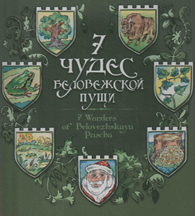 7
ЧУДЕС
БЕЛОВЕЖСКОЙ
ПУЩИ
7 Wonders
of Belovezhskaya
Puscha